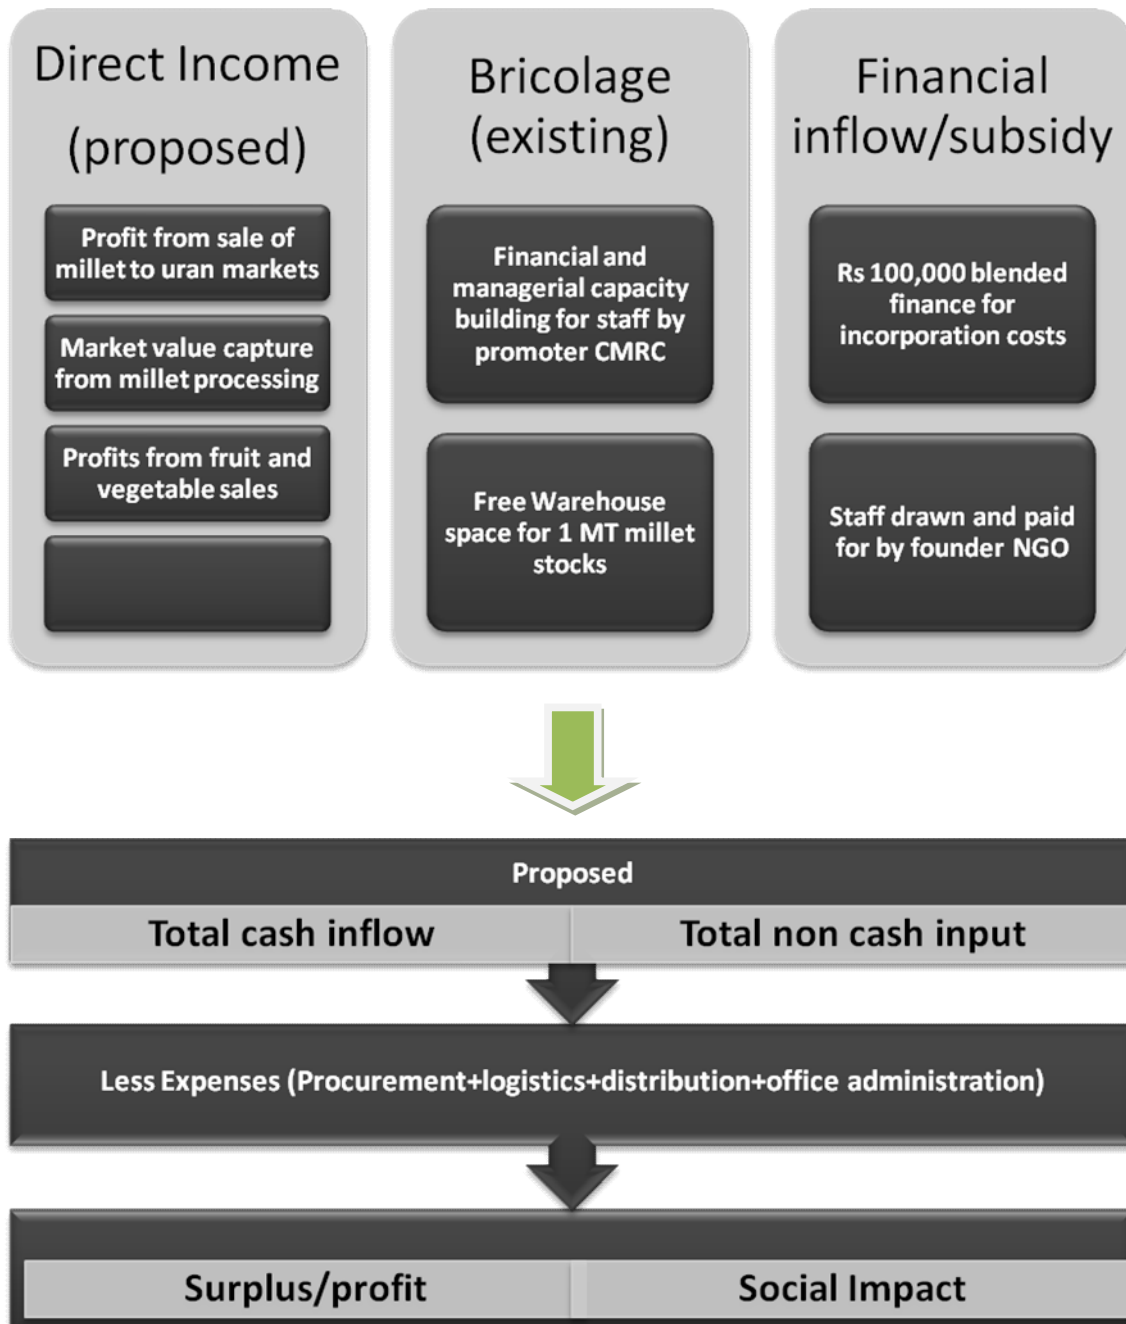 Direct Income
(proposed)
Profit from sale of
millet to uran markets
Market value capture
from millet processing
Profits from fruit and
vegetable sales
Bricolage
(existing)
Financial and
managerial capacity
building for staff by
promoter CMRC
Free Warehouse
space for 1 MT millet
stocks
Financial
inflow/subsidy
Rs 100,000 blended
finance for
incorporation costs
Staff drawn and paid
for by founder NGO
Proposed
Total cash inflow
Total non cash input
Less Expenses (Procurement+logistics+distribution+office administration)
Surplus/profit
Social Impact